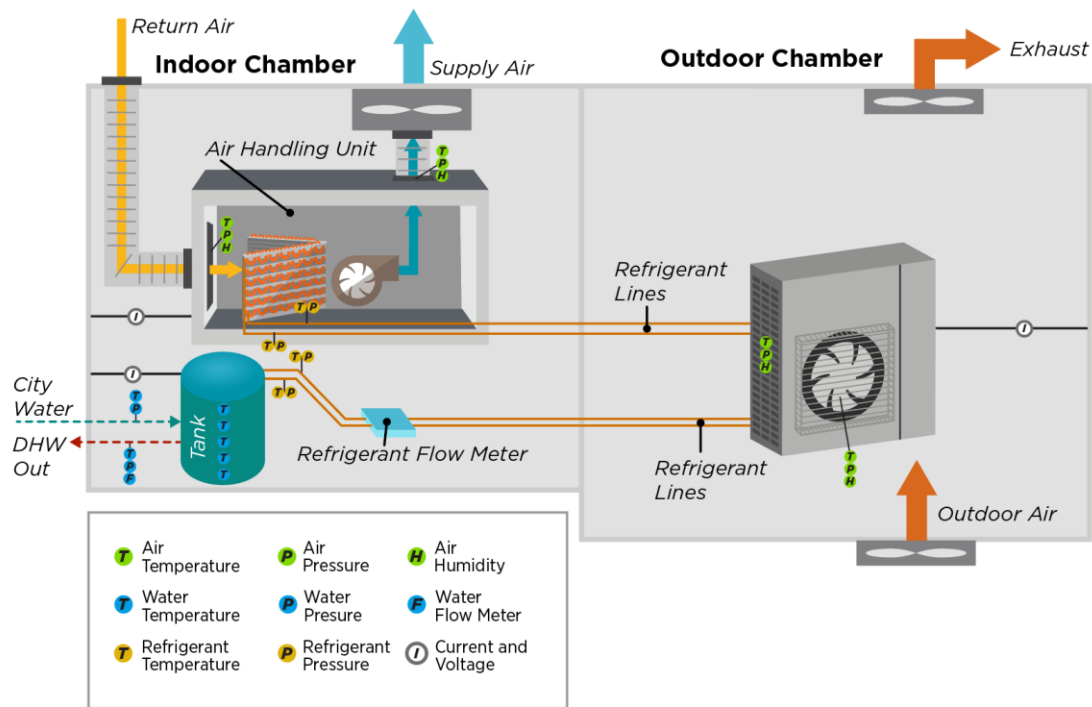 Return Air
Indoor Chamber
Supply Air
Outdoor Chamber
Exhaust
Air Handling Unit
T
P
H
T
P
H
Refrigerant
Lines
T P
I
I
T P
T P
T
P
H
I
City
Water
T
P
T P
DHW
Out
T
P
F
Tank
T
T
T
T
T
Refrigerant Flow Meter
Refrigerant
Lines
T
P
H
Outdoor Air
T Air
Temperature
P Air
Pressure
H Air
Humidity
T Water
Temperature
P Water
Presure
F Water
Flow Meter
T Refrigerant
Temperature
P Refrigerant
Pressure
I Current and
Voltage